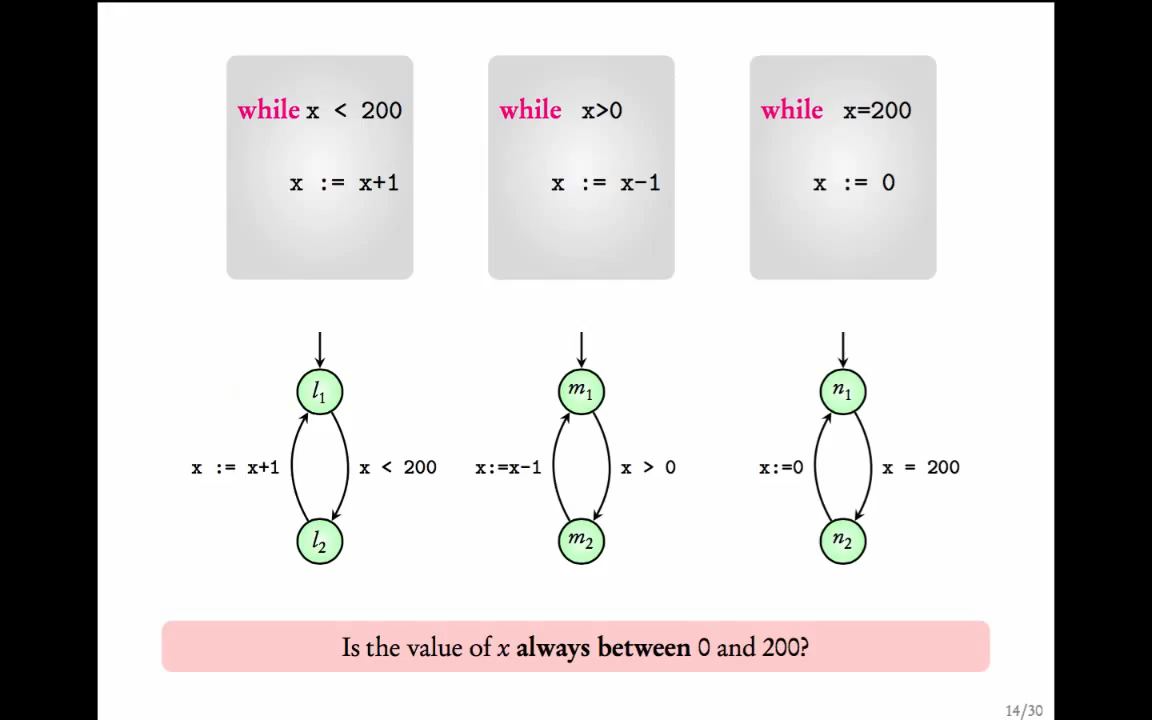 while x < 200
x := x+1
while x>0
x := x-1
while x=200
x := 0
l1
x := x+1
x < 200
l2
m1
x:=x-1
x > 0
m2
n1
x:=0
x = 200
n2
Is the value of x always between 0 and 200?
14/30